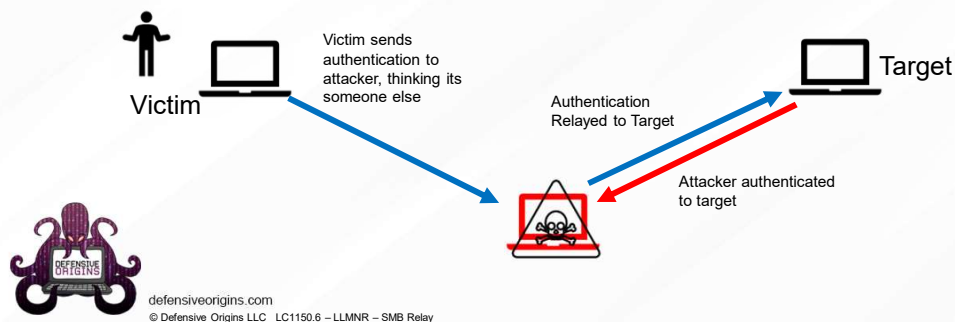 Victim sends
authentication to
attacker, thinking its
someone else
Victim
Target
Authentication
Relayed to Target
Attacker authenticated
to target
DEFENSIVE
ORIGINS
defensiveorigins.com
© Defensive Origins LLC LC1150.6 – LLMNR – SMB Relay